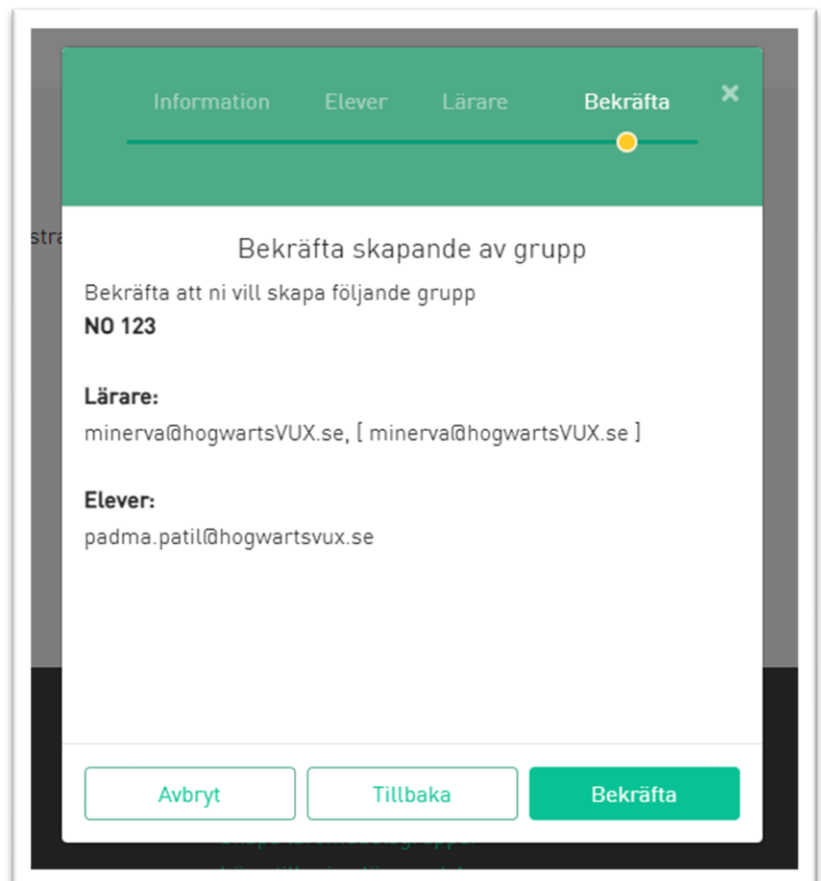 Information Elever Lärare Bekräfta ×
stra
Bekräfta skapande av grupp
Bekräfta att ni vill skapa följande grupp
NO 123
Lärare:
minerva@hogwartsVUX.se, [ minerva@hogwartsVUX.se ]
Elever:
padma.patil@hogwartsvux.se
Avbryt Tillbaka Bekräfta